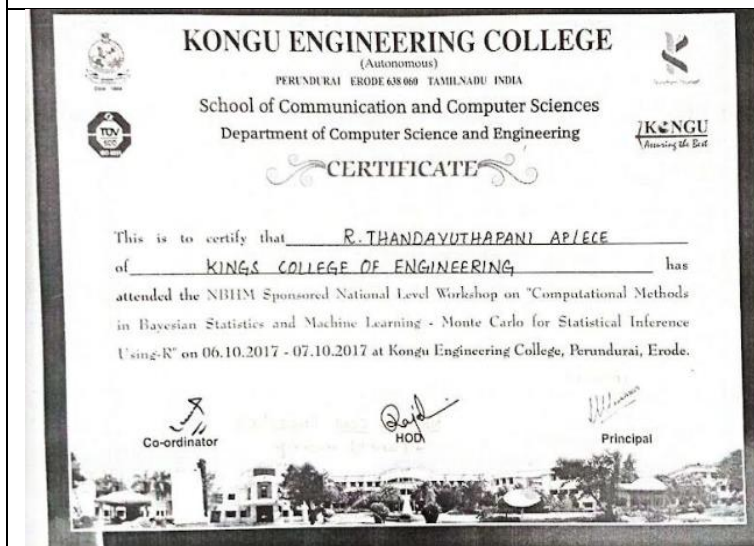 KONGU ENGINEERING COLLEGE
(Autonomous)
PERUNDURAI ERODE 638 060 TAMILNADU INDIA
School of Communication and Computer Sciences
Department of Computer Science and Engineering
TUV
KONGU
Assuring the Best
CERTIFICATE
This is to certify that R. THANDAYUTHAPANI AP/ECE
of KINGS COLLEGE OF ENGINEERING has
attended the NBHM Sponsored National Level Workshop on "Computational Methods
in Bayesian Statistics and Machine Learning - Monte Carlo for Statistical Inference
Using-R" on 06.10.2017 - 07.10.2017 at Kongu Engineering College, Perundurai, Erode.
Co-ordinator
HOD
Principal